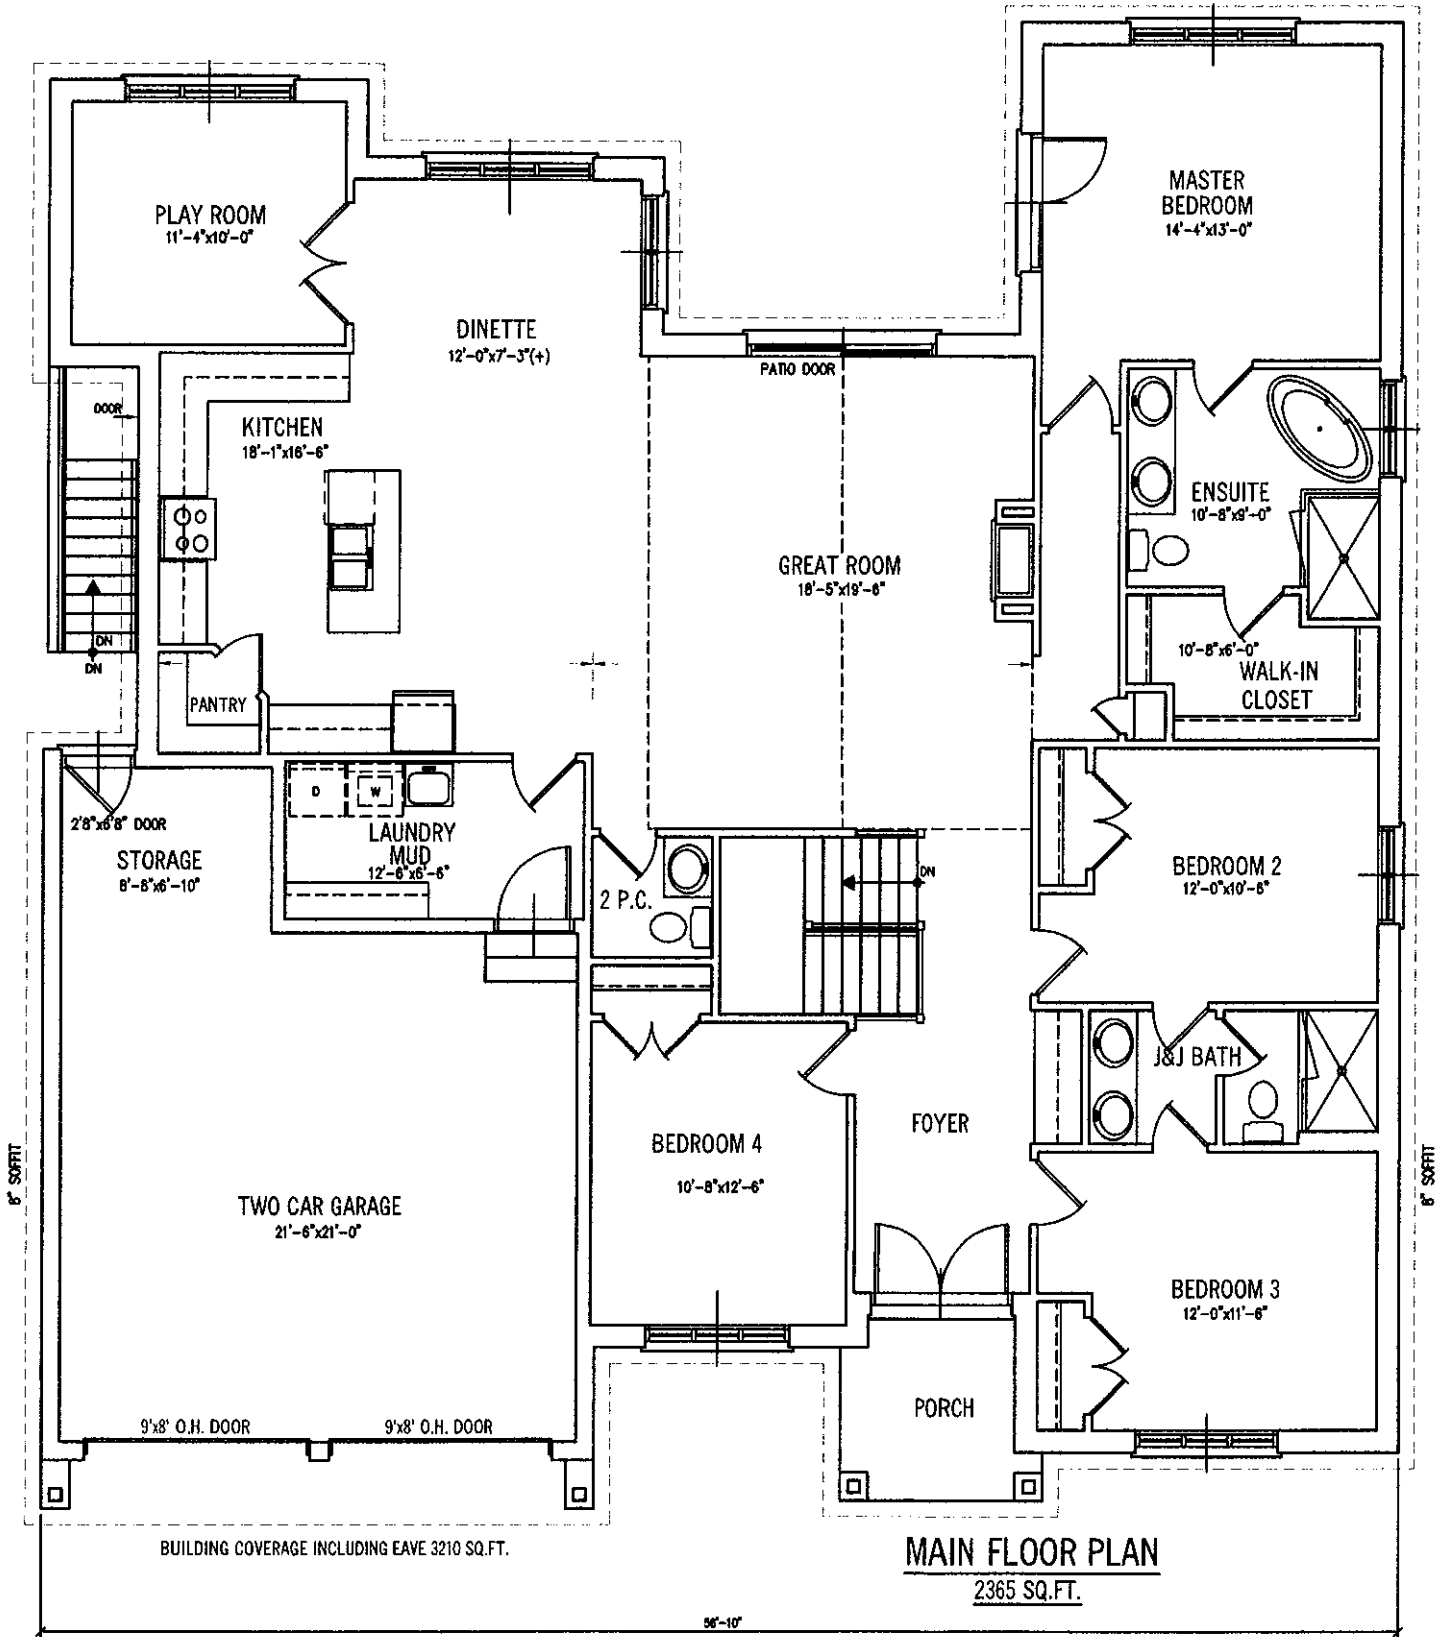 MASTER
BEDROOM
14'-4"x13'-0"
PLAY ROOM
11'-4"x10'-0"
DINETTE
12'-0"x7'-3"(+)
PATIO DOOR
DOOR
KITCHEN
18'-1"x16'-6"
ENSUITE
10'-8"x9'-0"
GREAT ROOM
18'-5"x19'-6"
DN
DN
10'-8"x6'-0"
WALK-IN
CLOSET
PANTRY
D
W
2'8"x6'8" DOOR
LAUNDRY
MUD
12'-6"x6'-6"
STORAGE
8'-8"x6'-10"
2 P.C.
DN
BEDROOM 2
12'-0"x10'-6"
J&J BATH
FOYER
BEDROOM 4
10'-8"x12'-6"
6" SOFFIT
6" SOFFIT
TWO CAR GARAGE
21'-6"x21'-0"
BEDROOM 3
12'-0"x11'-6"
PORCH
9'x8' O.H. DOOR
9'x8' O.H. DOOR
BUILDING COVERAGE INCLUDING EAVE 3210 SQ.FT.
MAIN FLOOR PLAN
2365 SQ.FT.
56'-10"